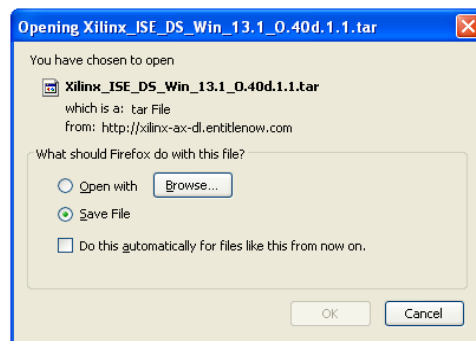 Opening Xilinx_ISE_DS_Win_13.1_O.40d.1.1.tar
You have chosen to open
Xilinx_ISE_DS_Win_13.1_O.40d.1.1.tar
which is a: tar File
from: http://xilinx-ax-dl.entitlenow.com
What should Firefox do with this file?
Open with
Browse...
Save File
Do this automatically for files like this from now on.
OK
Cancel